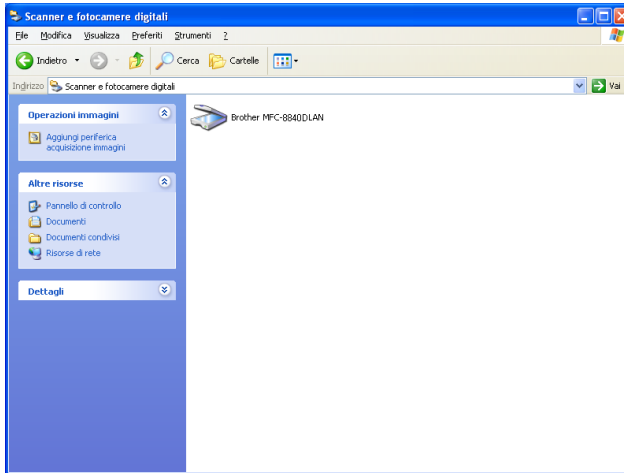 Scanner e fotocamere digitali
File Modifica Visualizza Preferiti Strumenti ?
Indietro Cerca Cartelle
Indirizzo Scanner e fotocamere digitali Vai
Operazioni immagini
Aggiungi periferica
acquisizione immagini
Altre risorse
Pannello di controllo
Documenti
Documenti condivisi
Risorse di rete
Dettagli
Brother MFC-8840DLAN